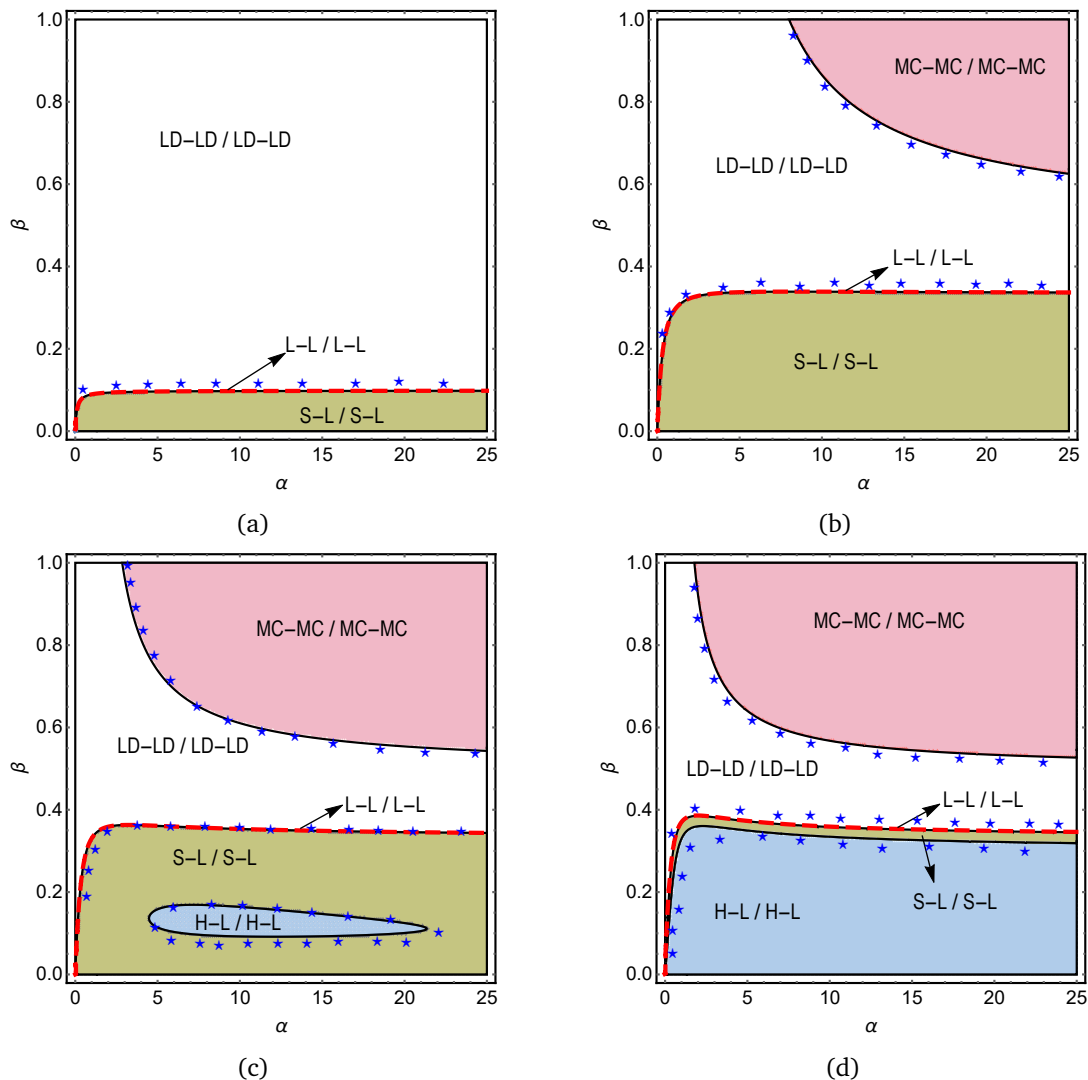 1.0
0.8
0.6
0.4
0.2
0.0
β
LD–LD / LD–LD
L–L / L–L
S–L / S–L
0 5 10 15 20 25
α
(a)
1.0
0.8
0.6
0.4
0.2
0.0
β
MC–MC / MC–MC
LD–LD / LD–LD
L–L / L–L
S–L / S–L
0 5 10 15 20 25
α
(b)
1.0
0.8
0.6
0.4
0.2
0.0
β
MC–MC / MC–MC
LD–LD / LD–LD
L–L / L–L
S–L / S–L
H–L / H–L
0 5 10 15 20 25
α
(c)
1.0
0.8
0.6
0.4
0.2
0.0
β
MC–MC / MC–MC
LD–LD / LD–LD
L–L / L–L
S–L / S–L
H–L / H–L
0 5 10 15 20 25
α
(d)